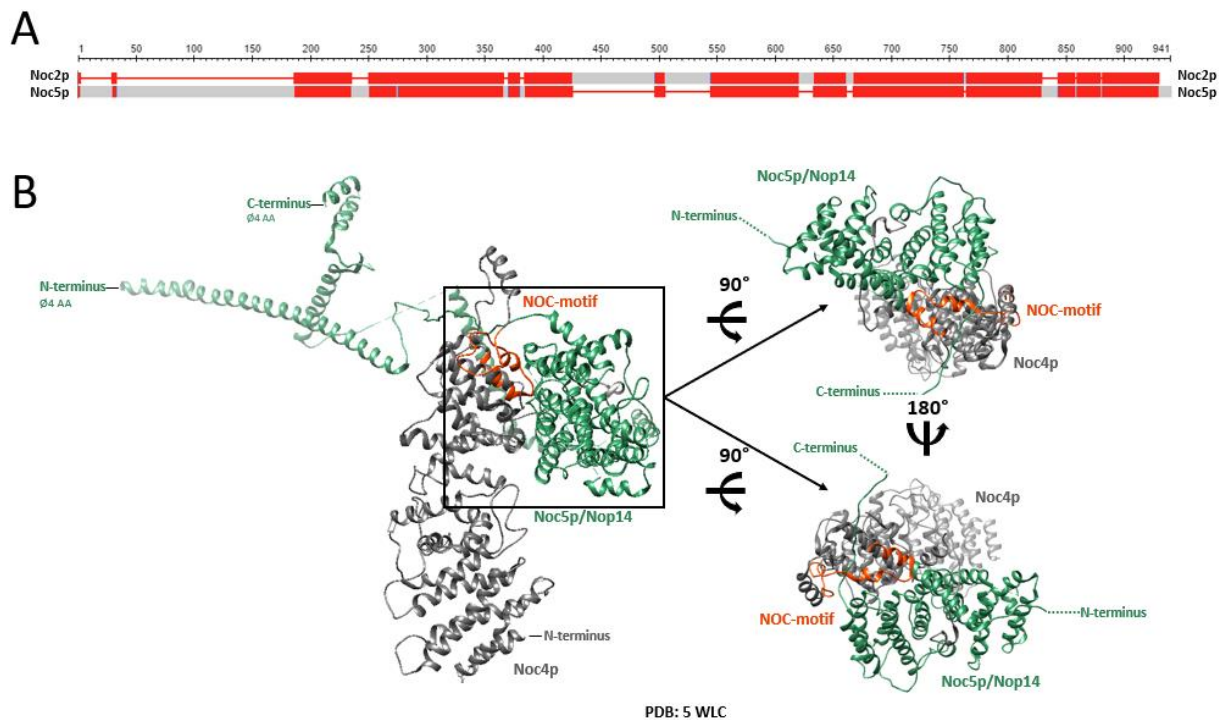 A
1 50 100 150 200 250 300 350 400 450 500 550 600 650 700 750 800 850 900 941
Noc2p Noc2p
Noc5p Noc5p
B
C-terminus
Ø4 AA
N-terminus
Ø4 AA
NOC-motif
Noc5p/Nop14
N-terminus
Noc4p
90°
90°
Noc5p/Nop14
N-terminus
NOC-motif
Noc4p
C-terminus
180°
C-terminus
Noc4p
NOC-motif
N-terminus
Noc5p/Nop14
PDB: 5 WLC